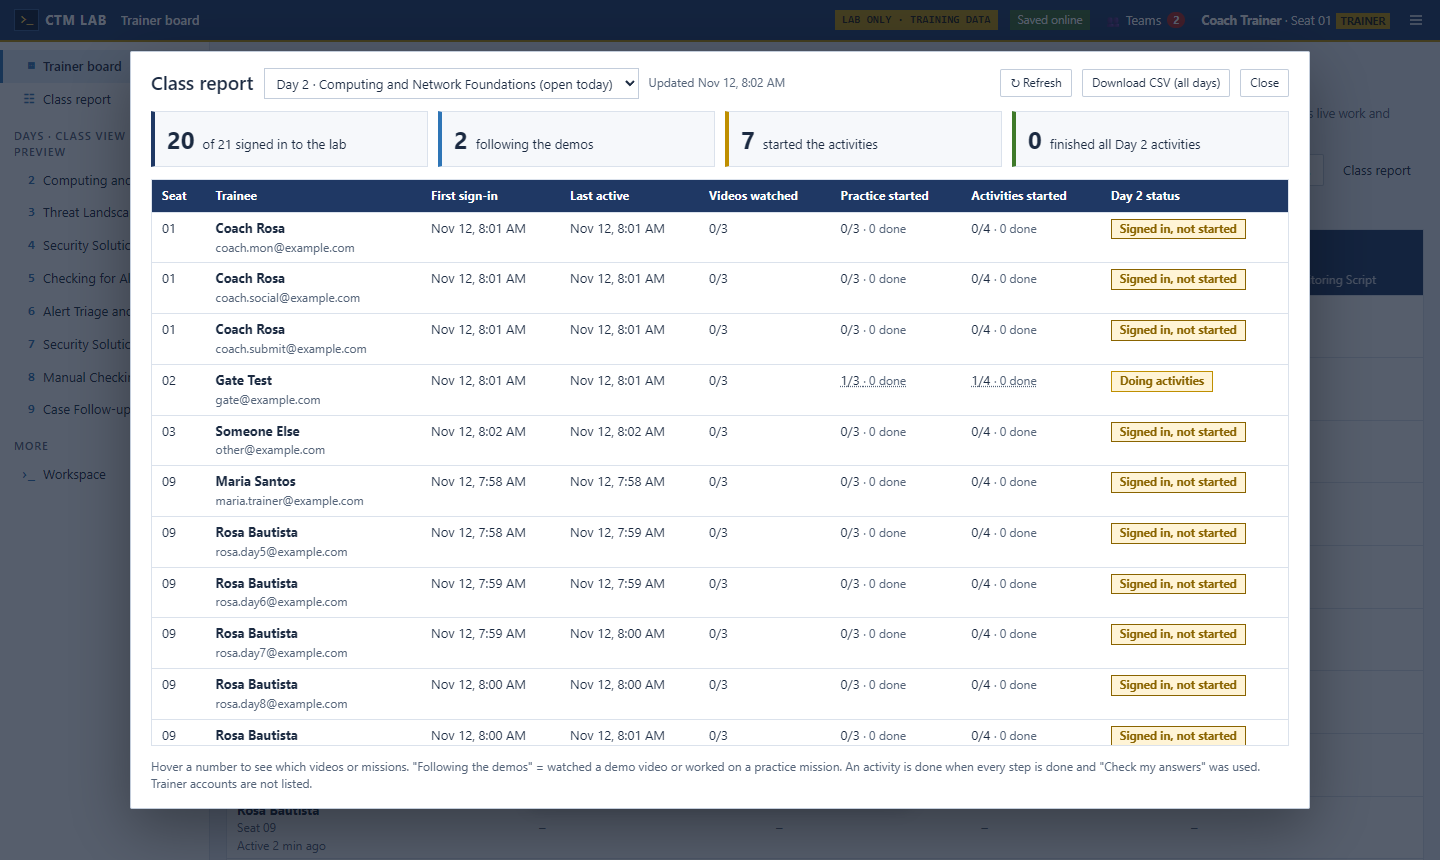 >_ CTM LAB Trainer board LAB ONLY · TRAINING DATA Saved online Teams 2 Coach Trainer · Seat 01 TRAINER
Trainer board
Class report
DAYS · CLASS VIEW
PREVIEW
2 Computing and
3 Threat Landsca
4 Security Solutio
5 Checking for Al
6 Alert Triage and
7 Security Solutio
8 Manual Checkin
9 Case Follow-up
MORE
>_ Workspace
s live work and
Class report
toring Script
Class report Day 2 · Computing and Network Foundations (open today) Updated Nov 12, 8:02 AM ↻ Refresh Download CSV (all days) Close
20 of 21 signed in to the lab 2 following the demos 7 started the activities 0 finished all Day 2 activities
Seat Trainee First sign-in Last active Videos watched Practice started Activities started Day 2 status
01 Coach Rosa Nov 12, 8:01 AM Nov 12, 8:01 AM 0/3 0/3 · 0 done 0/4 · 0 done Signed in, not started
coach.mon@example.com
01 Coach Rosa Nov 12, 8:01 AM Nov 12, 8:01 AM 0/3 0/3 · 0 done 0/4 · 0 done Signed in, not started
coach.social@example.com
01 Coach Rosa Nov 12, 8:01 AM Nov 12, 8:01 AM 0/3 0/3 · 0 done 0/4 · 0 done Signed in, not started
coach.submit@example.com
02 Gate Test Nov 12, 8:01 AM Nov 12, 8:01 AM 0/3 1/3 · 0 done 1/4 · 0 done Doing activities
gate@example.com
03 Someone Else Nov 12, 8:02 AM Nov 12, 8:02 AM 0/3 0/3 · 0 done 0/4 · 0 done Signed in, not started
other@example.com
09 Maria Santos Nov 12, 7:58 AM Nov 12, 7:58 AM 0/3 0/3 · 0 done 0/4 · 0 done Signed in, not started
maria.trainer@example.com
09 Rosa Bautista Nov 12, 7:58 AM Nov 12, 7:59 AM 0/3 0/3 · 0 done 0/4 · 0 done Signed in, not started
rosa.day5@example.com
09 Rosa Bautista Nov 12, 7:59 AM Nov 12, 7:59 AM 0/3 0/3 · 0 done 0/4 · 0 done Signed in, not started
rosa.day6@example.com
09 Rosa Bautista Nov 12, 7:59 AM Nov 12, 8:00 AM 0/3 0/3 · 0 done 0/4 · 0 done Signed in, not started
rosa.day7@example.com
09 Rosa Bautista Nov 12, 8:00 AM Nov 12, 8:00 AM 0/3 0/3 · 0 done 0/4 · 0 done Signed in, not started
rosa.day8@example.com
09 Rosa Bautista Nov 12, 8:00 AM Nov 12, 8:01 AM 0/3 0/3 · 0 done 0/4 · 0 done Signed in, not started
Hover a number to see which videos or missions. "Following the demos" = watched a demo video or worked on a practice mission. An activity is done when every step is done and "Check my answers" was used.
Trainer accounts are not listed.
Rosa Bautista
Seat 09 – – – –
Active 2 min ago